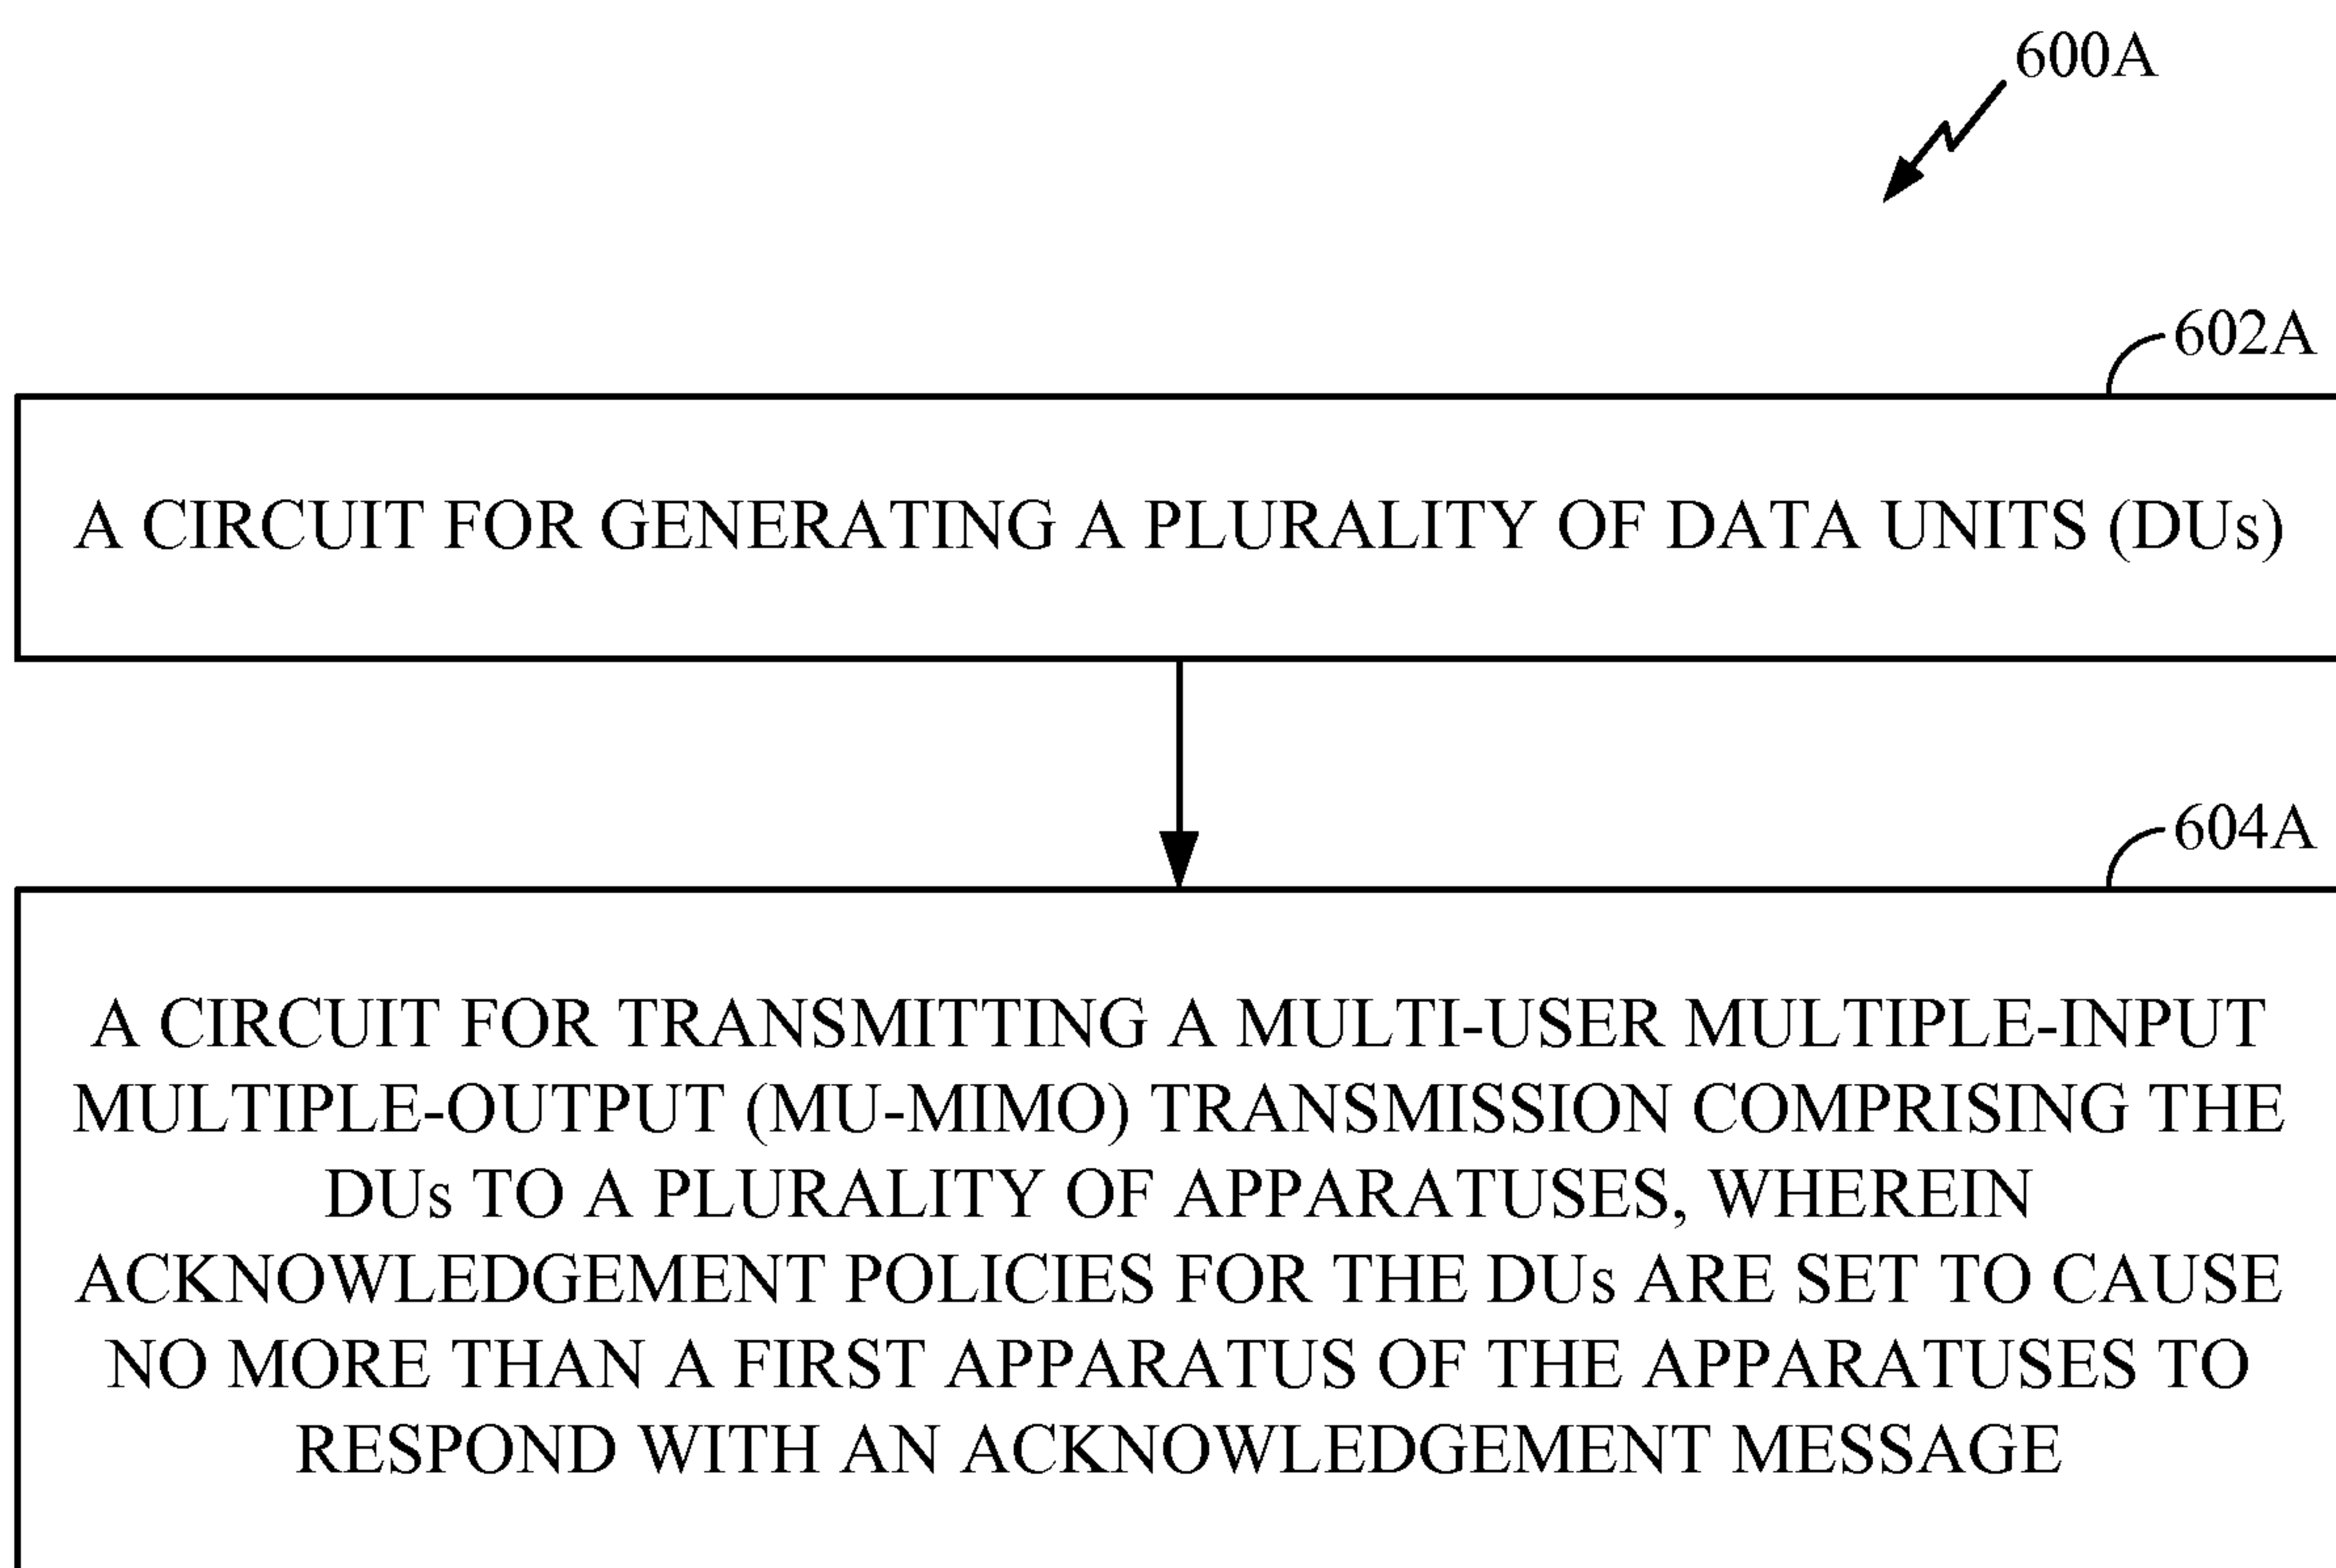 600A
602A
A CIRCUIT FOR GENERATING A PLURALITY OF DATA UNITS (DUs)
604A
A CIRCUIT FOR TRANSMITTING A MULTI-USER MULTIPLE-INPUT
MULTIPLE-OUTPUT (MU-MIMO) TRANSMISSION COMPRISING THE
DUs TO A PLURALITY OF APPARATUSES, WHEREIN
ACKNOWLEDGEMENT POLICIES FOR THE DUs ARE SET TO CAUSE
NO MORE THAN A FIRST APPARATUS OF THE APPARATUSES TO
RESPOND WITH AN ACKNOWLEDGEMENT MESSAGE